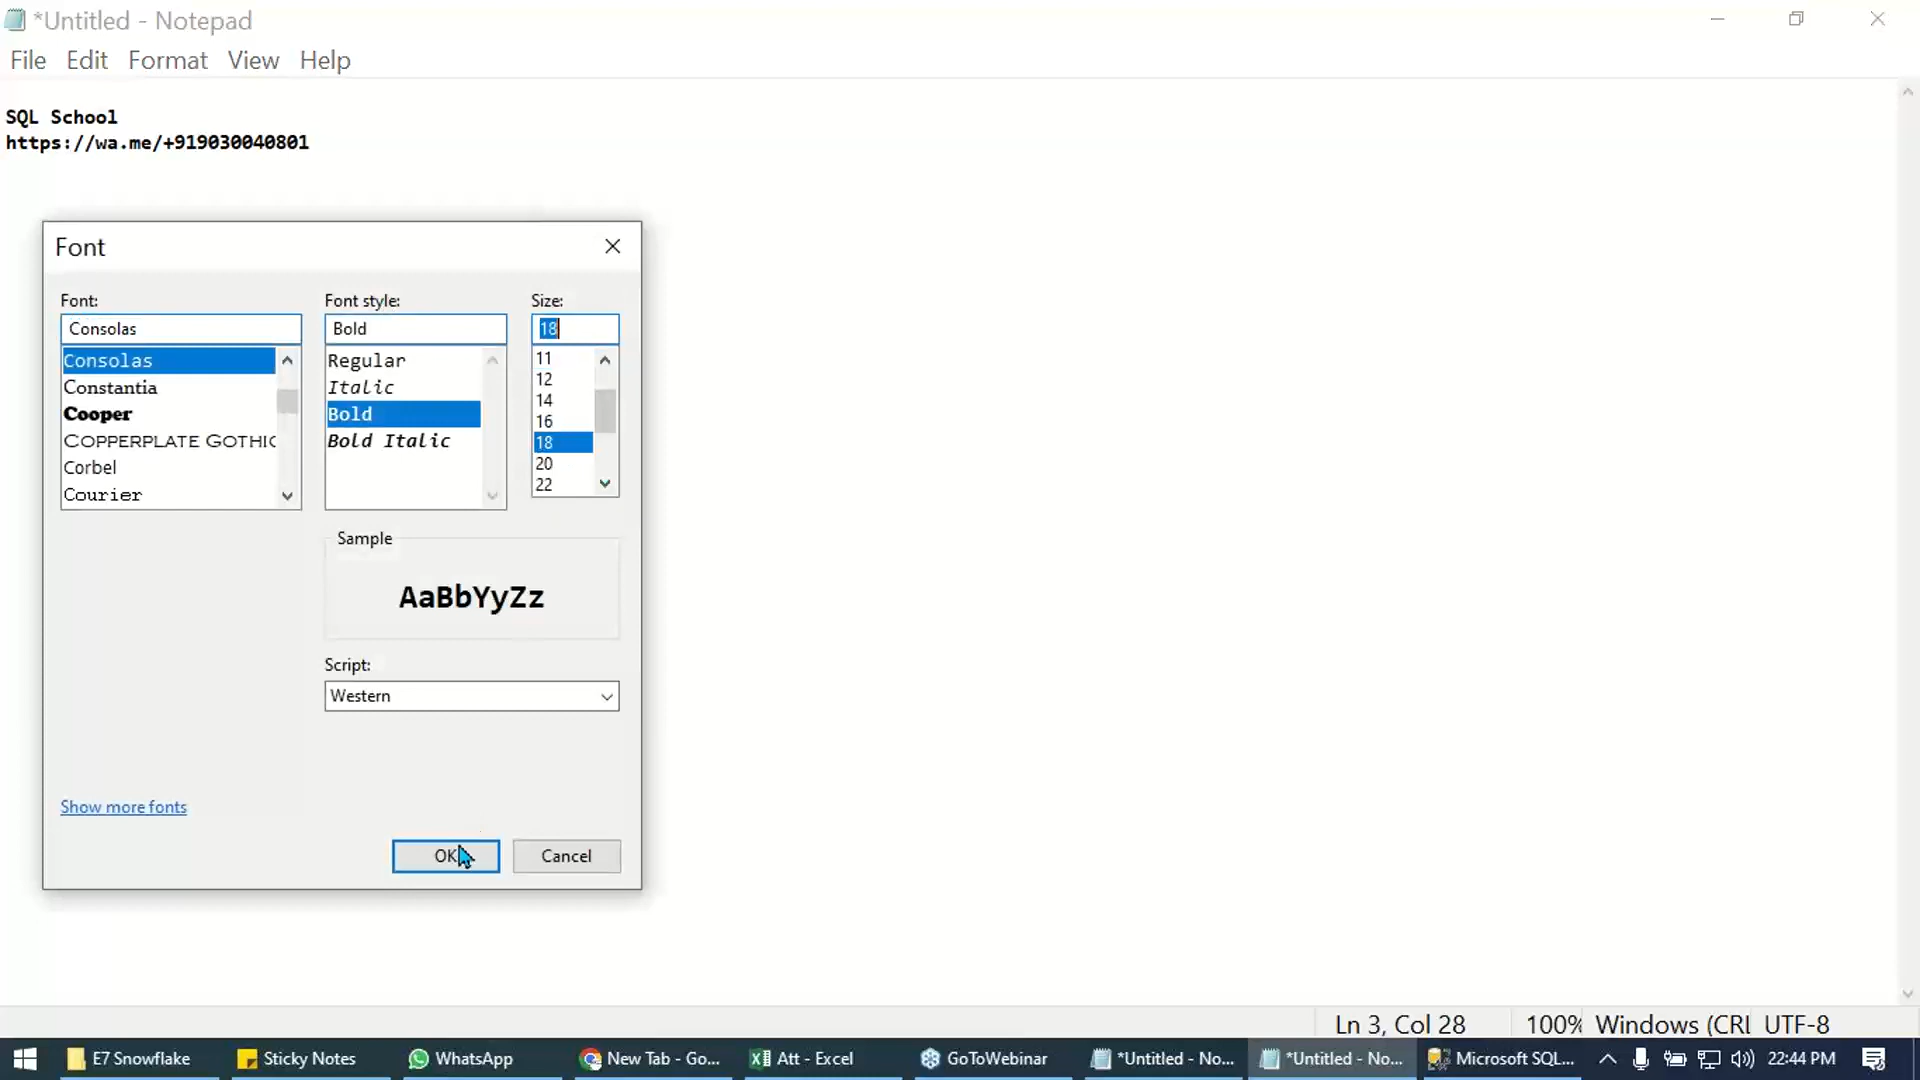 *Untitled - Notepad
File Edit Format View Help
SQL School
https://wa.me/+919030040801
Font
Font: Font style: Size:
Consolas Bold 18
Consolas Regular 11
Constantia Italic 12
Cooper Bold 14
COPPERPLATE GOTHIC Bold Italic 16
Corbel 18
Courier 20
22
Sample
AaBbYyZz
Script:
Western
Show more fonts
OK Cancel
Ln 3, Col 28 100% Windows (CRL UTF-8
E7 Snowflake Sticky Notes WhatsApp New Tab - Go... Att - Excel GoToWebinar *Untitled - No... *Untitled - No... Microsoft SQL... 22:44 PM